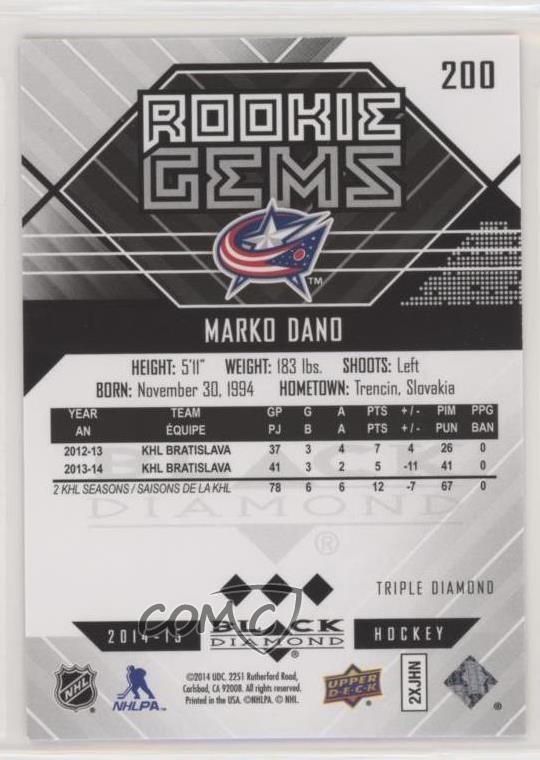 200
ROOKIE
GEMS
TM
MARKO DANO
HEIGHT: 5'11" WEIGHT: 183 lbs. SHOOTS: Left
BORN: November 30, 1994 HOMETOWN: Trencin, Slovakia
YEAR TEAM GP G A PTS +/- PIM PPG
AN ÉQUIPE PJ B A PTS +/- PUN BAN
2012-13 KHL BRATISLAVA 37 3 4 7 4 26 0
2013-14 KHL BRATISLAVA 41 3 2 5 -11 41 0
2 KHL SEASONS / SAISONS DE LA KHL 78 6 6 12 -7 67 0
BLACK
DIAMOND
®
TRIPLE DIAMOND
COMC
2014-15 BLACK DIAMOND ® HOCKEY
NHL
NHLPA
©2014 UDC. 2251 Rutherford Road,
Carlsbad, CA 92008. All rights reserved.
Printed in the USA. ©NHLPA. © NHL.
UPPER
DECK
2XJHN
®